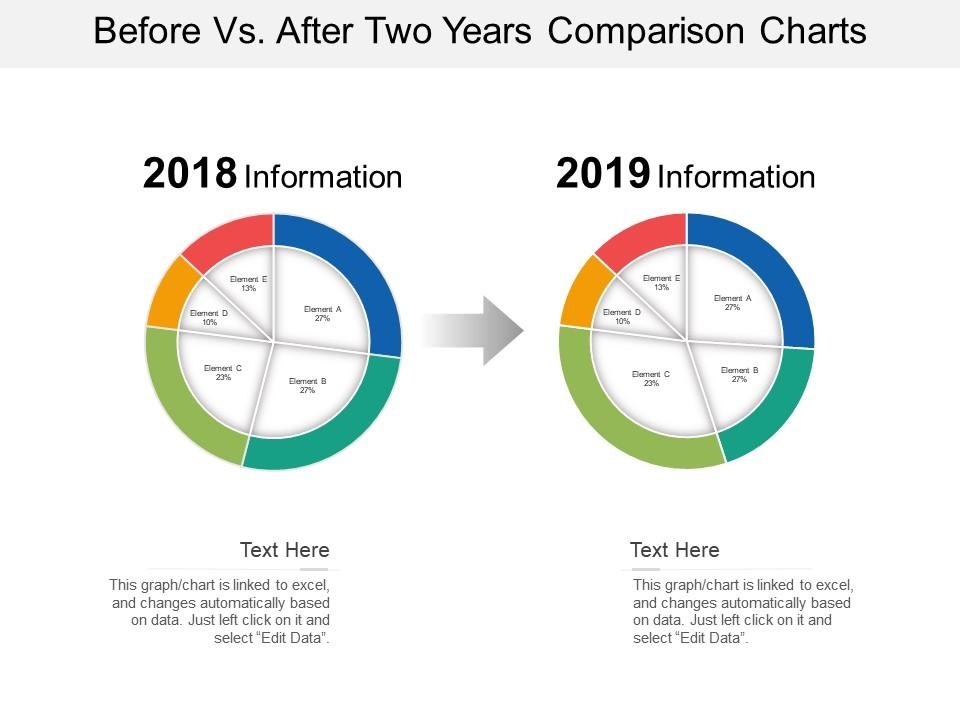 Before Vs. After Two Years Comparison Charts
2018 Information
Element E
13%
Element A
27%
Element D
10%
Element C
23%
Element B
27%
2019 Information
Element E
13%
Element A
27%
Element D
10%
Element C
23%
Element B
27%
Text Here
This graph/chart is linked to excel,
and changes automatically based
on data. Just left click on it and
select “Edit Data”.
Text Here
This graph/chart is linked to excel,
and changes automatically based
on data. Just left click on it and
select “Edit Data”.